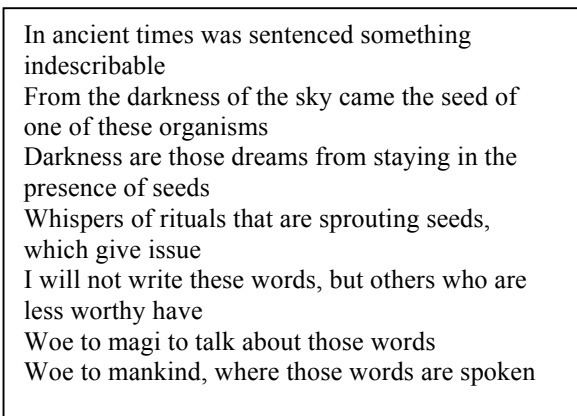 In ancient times was sentenced something
indescribable
From the darkness of the sky came the seed of
one of these organisms
Darkness are those dreams from staying in the
presence of seeds
Whispers of rituals that are sprouting seeds,
which give issue
I will not write these words, but others who are
less worthy have
Woe to magi to talk about those words
Woe to mankind, where those words are spoken